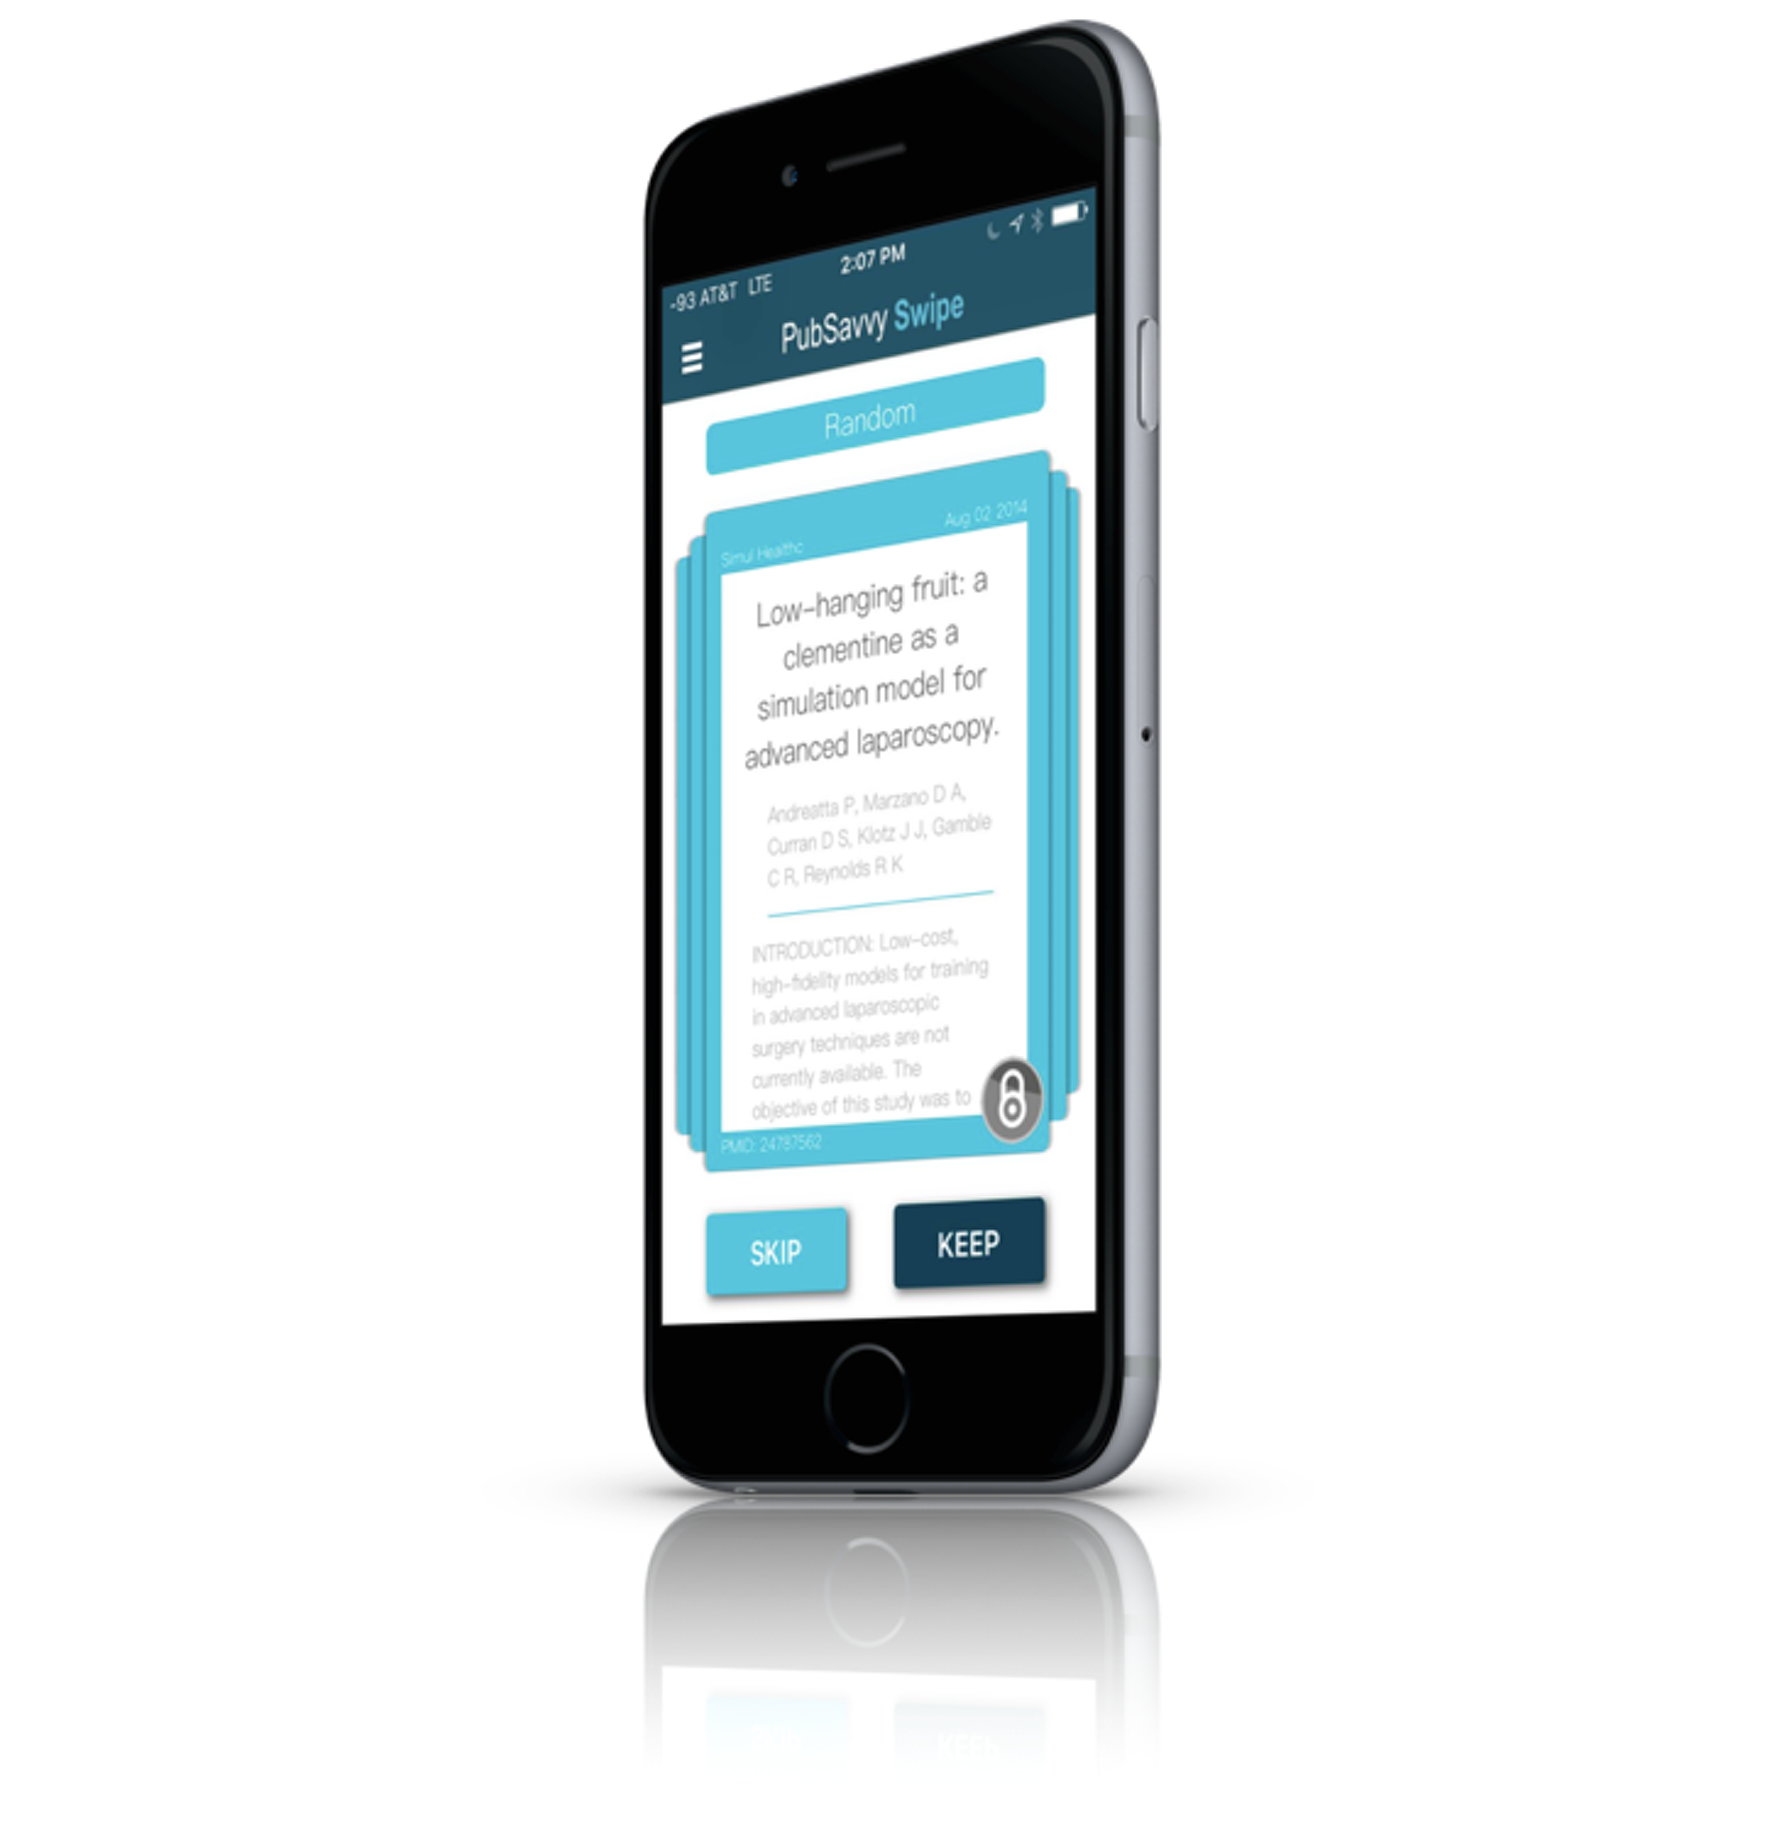 -93 AT&T LTE 2:07 PM
PubSavvy Swipe
Random
Simul Healthc Aug 02 2014
Low-hanging fruit: a
clementine as a
simulation model for
advanced laparoscopy.
Andreatta P, Marzano D A,
Curran D S, Klotz J J, Gamble
C R, Reynolds R K
INTRODUCTION: Low-cost,
high-fidelity models for training
in advanced laparoscopic
surgery techniques are not
currently available. The
objective of this study was to
PMID: 24787562
SKIP KEEP